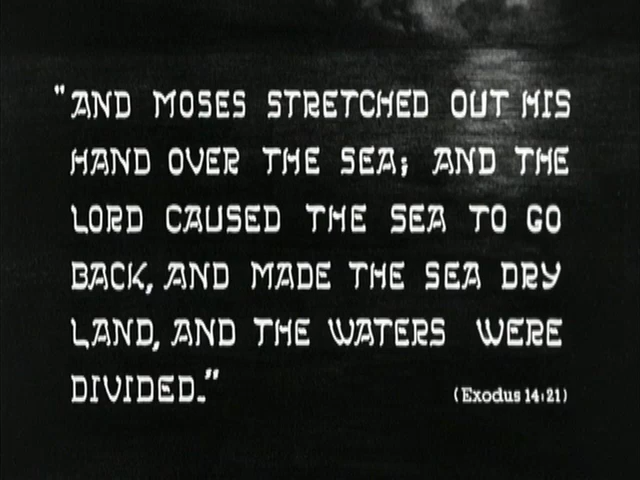 "AND MOSES STRETCHED OUT HIS
HAND OVER THE SEA; AND THE
LORD CAUSED THE SEA TO GO
BACK, AND MADE THE SEA DRY
LAND, AND THE WATERS WERE
DIVIDED."
(Exodus 14:21)